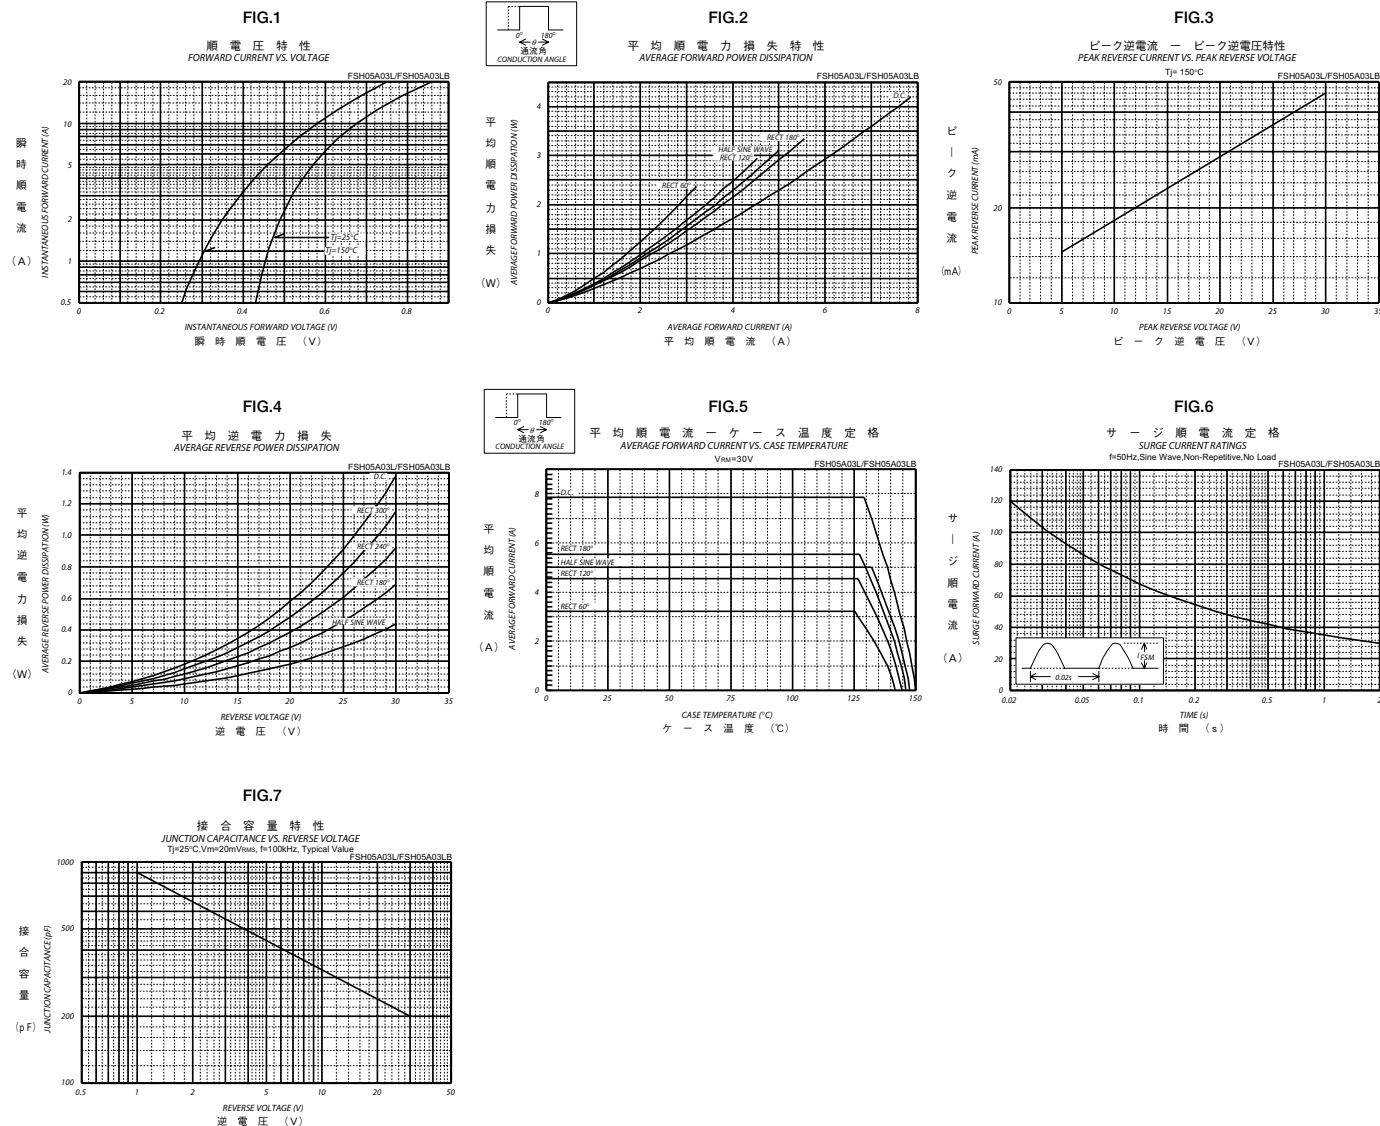 FIG.1
順電圧特性
FORWARD CURRENT VS. VOLTAGE
FSH05A03L/FSH05A03LB
瞬時順電流 (A)
INSTANTANEOUS FORWARD CURRENT (A)
20
10
5
2
1
0.5
Tj=25°C
Tj=150°C
0 0.2 0.4 0.6 0.8
INSTANTANEOUS FORWARD VOLTAGE (V)
瞬時順電圧 (V)
0° 180°
θ
通流角
CONDUCTION ANGLE
FIG.2
平均順電力損失特性
AVERAGE FORWARD POWER DISSIPATION
FSH05A03L/FSH05A03LB
平均順電力損失 (W)
AVERAGE FORWARD POWER DISSIPATION (W)
4
3
2
1
0
D.C.
RECT 180°
HALF SINE WAVE
RECT 120°
RECT 60°
0 2 4 6 8
AVERAGE FORWARD CURRENT (A)
平均順電流 (A)
FIG.3
ピーク逆電流 ー ピーク逆電圧特性
PEAK REVERSE CURRENT VS. PEAK REVERSE VOLTAGE
Tj= 150°C
FSH05A03L/FSH05A03LB
ピーク逆電流 (mA)
PEAK REVERSE CURRENT (mA)
50
20
10
0 5 10 15 20 25 30 35
PEAK REVERSE VOLTAGE (V)
ピーク逆電圧 (V)
FIG.4
平均逆電力損失
AVERAGE REVERSE POWER DISSIPATION
FSH05A03L/FSH05A03LB
平均逆電力損失 (W)
AVERAGE REVERSE POWER DISSIPATION (W)
1.4
1.2
1.0
0.8
0.6
0.4
0.2
0
D.C.
RECT 300°
RECT 240°
RECT 180°
HALF SINE WAVE
0 5 10 15 20 25 30 35
REVERSE VOLTAGE (V)
逆電圧 (V)
0° 180°
θ
通流角
CONDUCTION ANGLE
FIG.5
平均順電流ーケース温度定格
AVERAGE FORWARD CURRENT VS. CASE TEMPERATURE
VRM=30V
FSH05A03L/FSH05A03LB
平均順電流 (A)
AVERAGE FORWARD CURRENT (A)
8
6
4
2
0
D.C.
RECT 180°
HALF SINE WAVE
RECT 120°
RECT 60°
0 25 50 75 100 125 150
CASE TEMPERATURE (°C)
ケース温度 (℃)
FIG.6
サージ順電流定格
SURGE CURRENT RATINGS
f=50Hz,Sine Wave,Non-Repetitive,No Load
FSH05A03L/FSH05A03LB
サージ順電流 (A)
SURGE FORWARD CURRENT (A)
140
120
100
80
60
40
20
0
IFSM
0.02s
0.02 0.05 0.1 0.2 0.5 1 2
TIME (s)
時間 (s)
FIG.7
接合容量特性
JUNCTION CAPACITANCE VS. REVERSE VOLTAGE
Tj=25°C,Vm=20mVRMS, f=100kHz, Typical Value
FSH05A03L/FSH05A03LB
接合容量 (pF)
JUNCTION CAPACITANCE (pF)
1000
500
200
100
0.5 1 2 5 10 20 50
REVERSE VOLTAGE (V)
逆電圧 (V)